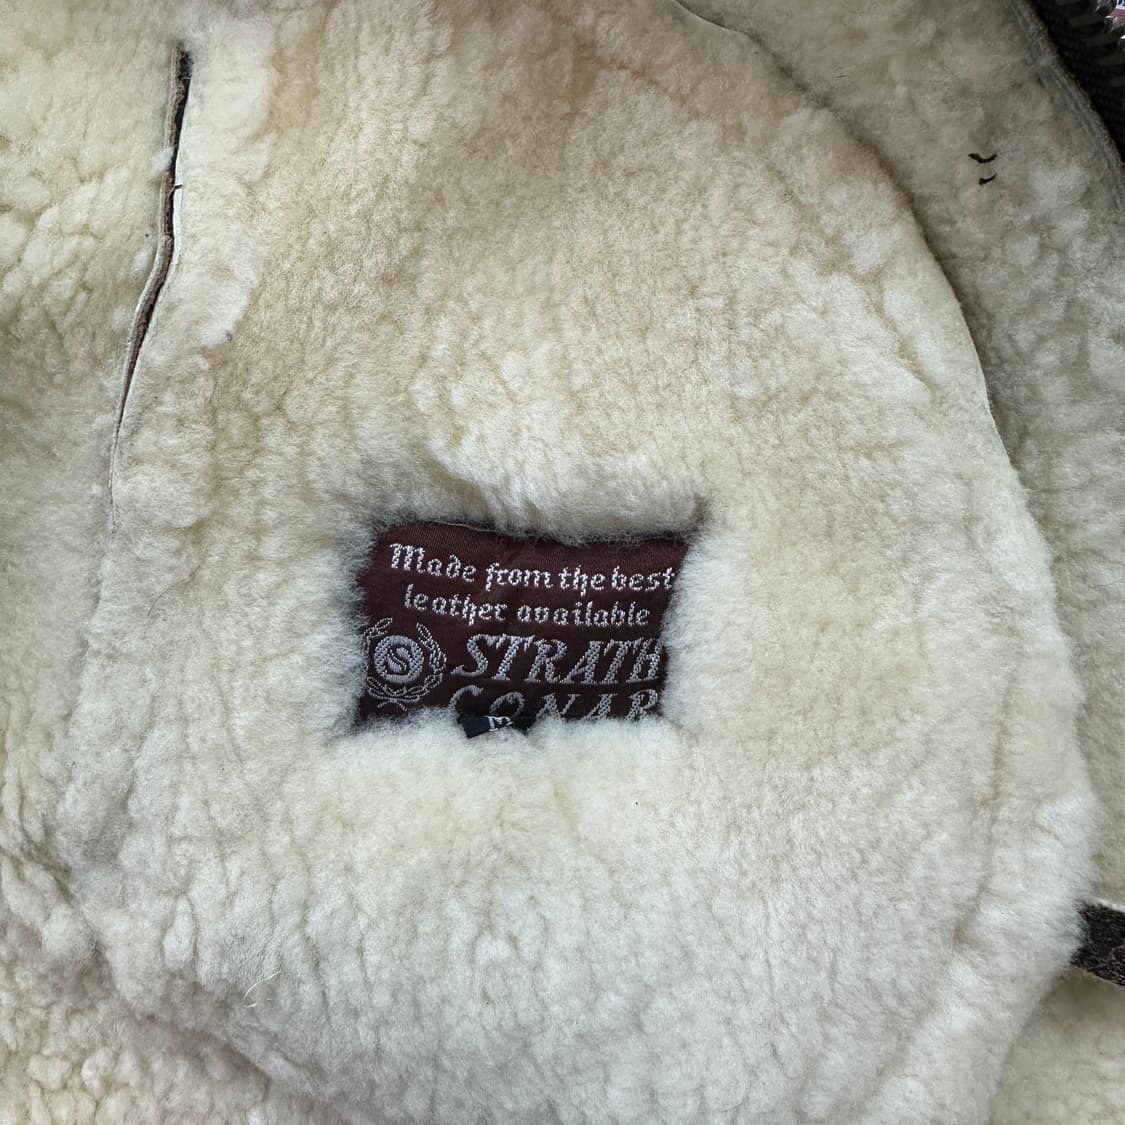 Made from the best
leather available
S
STRATH
CONAR